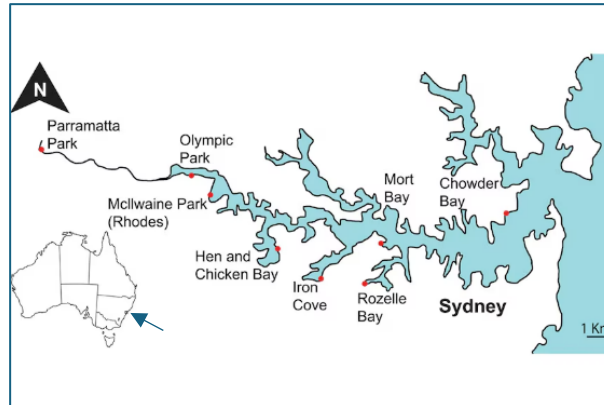 N
Parramatta
Park
Olympic
Park
McIlwaine Park
(Rhodes)
Hen and
Chicken Bay
Iron
Cove
Mort
Bay
Rozelle
Bay
Chowder
Bay
Sydney